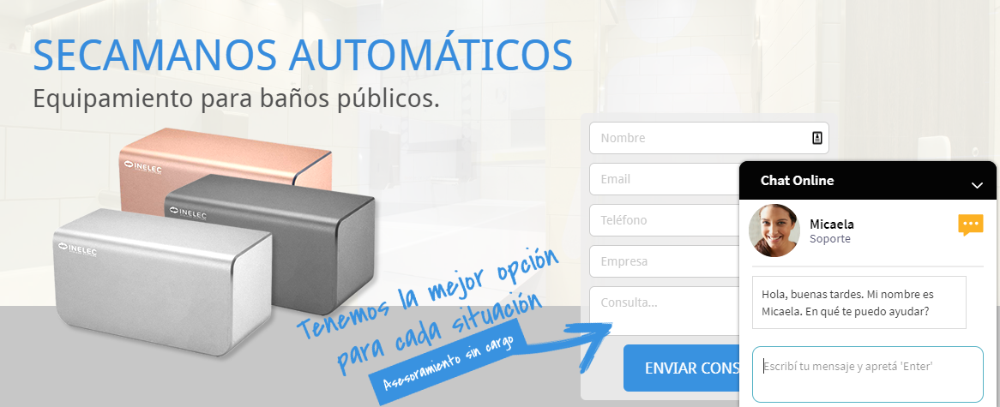 SECAMANOS AUTOMÁTICOS
Equipamiento para baños públicos.
INELEC
INELEC
INELEC
Tenemos la mejor opción
para cada situación
Asesoramiento sin cargo
Nombre
Email
Teléfono
Empresa
Consulta...
ENVIAR CONS
Chat Online
Micaela
Soporte
Hola, buenas tardes. Mi nombre es
Micaela. En qué te puedo ayudar?
Escribí tu mensaje y apretá 'Enter'